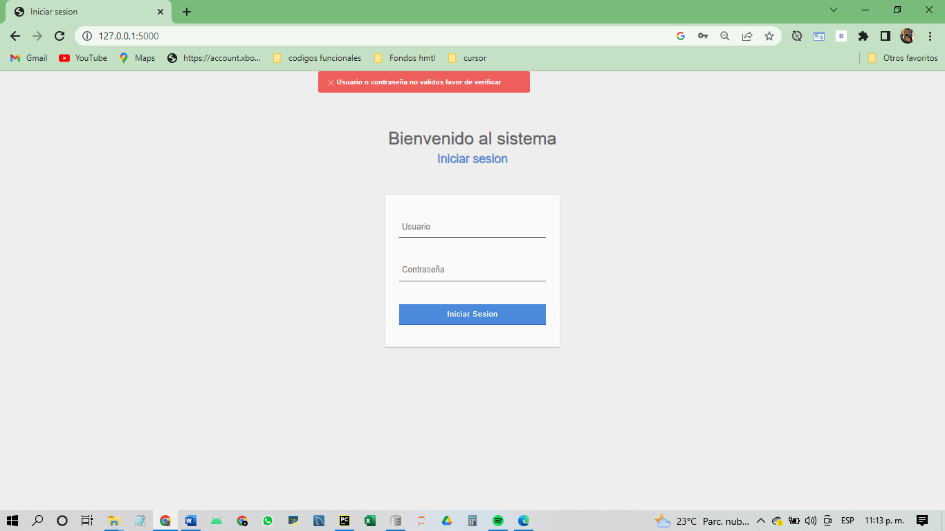 Iniciar sesion
127.0.0.1:5000
Gmail
YouTube
Maps
https://account.xbo...
codigos funcionales
Fondos hmtl
cursor
Otros favoritos
Usuario o contraseña no validos favor de verificar
Bienvenido al sistema
Iniciar sesion
Usuario
Contraseña
Iniciar Sesion
23°C Parc. nub... ESP 11:13 p. m.